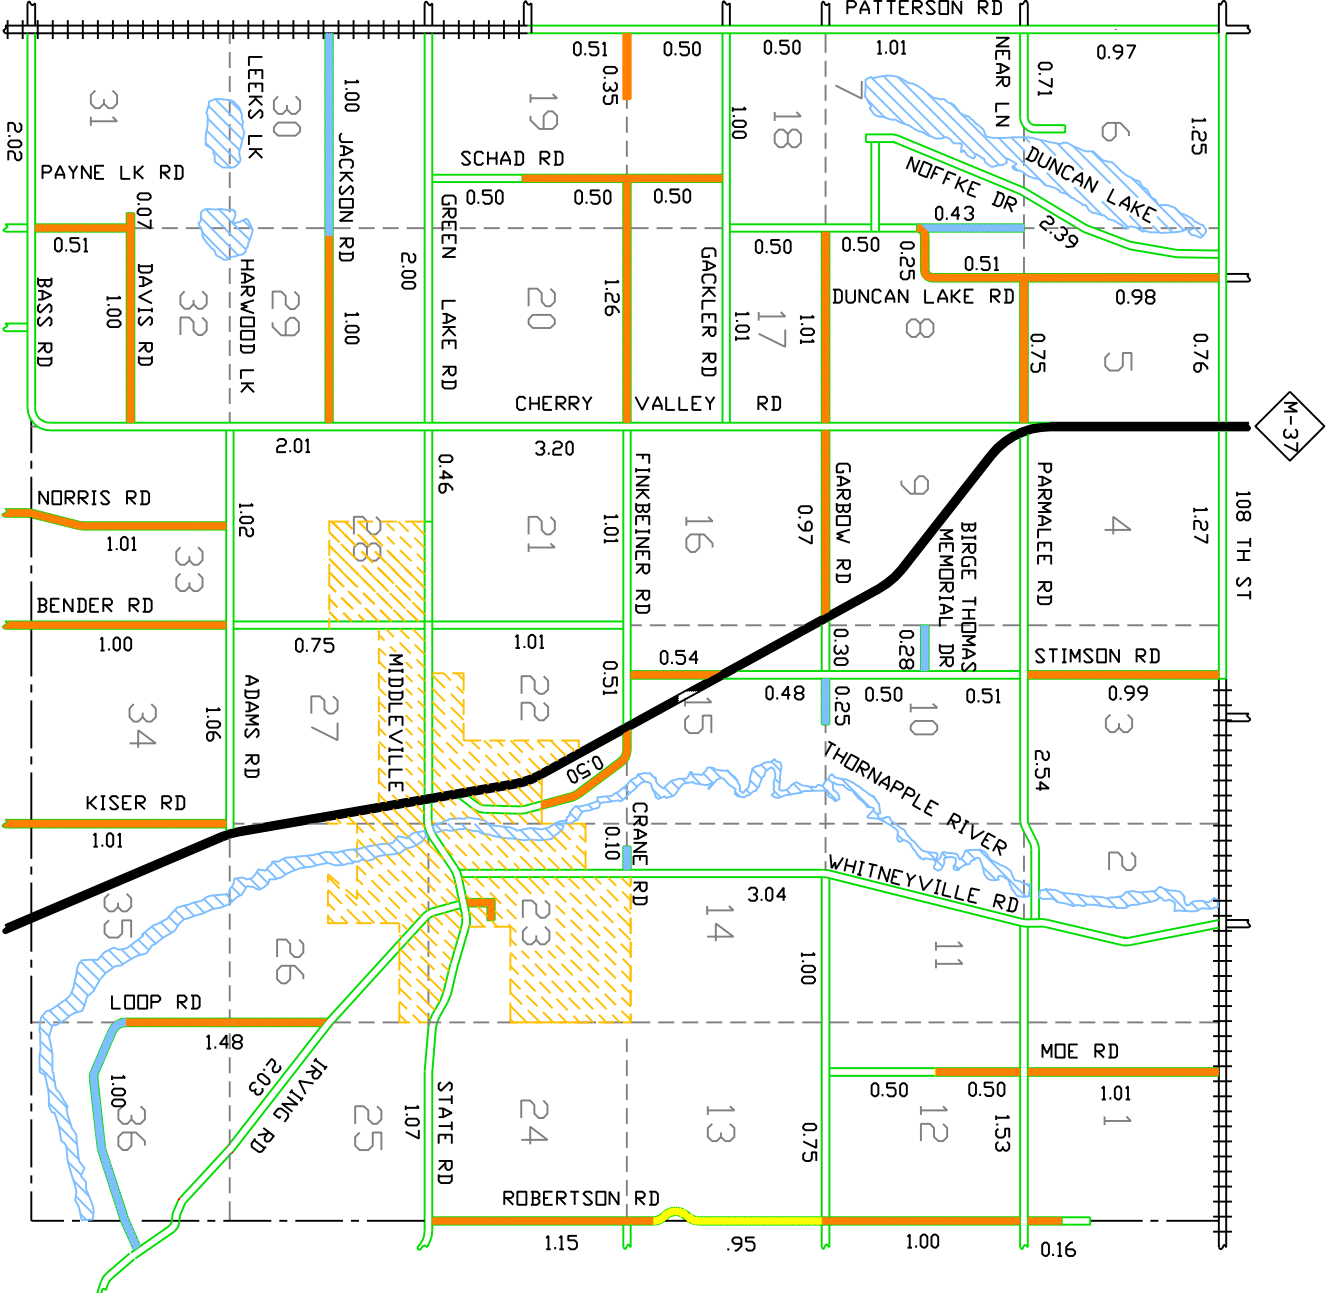 PATTERSON RD
0.51
0.50
0.50
1.01
0.97
NEAR LN
0.71
LEEKS LK
1.00
0.35
31
30
19
1.00
18
7
6
1.25
2.02
JACKSON RD
SCHAD RD
DUNCAN LAKE
PAYNE LK RD
NOFFKE DR
0.07
0.50
0.50
0.50
0.43
2.39
0.51
GREEN LAKE RD
0.50
0.50
0.25
0.51
DAVIS RD
HARWOOD LK
2.00
GACKLER RD
BASS RD
1.00
32
29
1.00
20
1.26
1.01
17
1.01
DUNCAN LAKE RD
0.98
8
0.75
5
0.76
CHERRY VALLEY RD
M-37
2.01
3.20
0.46
FINKBEINER RD
GARBOW RD
PARMALEE RD
108 TH ST
NORRIS RD
1.02
28
21
1.01
16
0.97
9
4
1.27
1.01
33
BIRGE THOMAS
MEMORIAL DR
BENDER RD
1.00
0.75
1.01
0.54
0.30
0.28
STIMSON RD
MIDDLEVILLE
0.51
0.48
0.25
0.50
0.51
0.99
ADAMS RD
1.06
34
27
22
15
10
3
THORNAPPLE RIVER
2.54
0.50
KISER RD
1.01
CRANE RD
0.10
2
WHITNEYVILLE RD
3.04
35
26
23
14
11
1.00
LOOP RD
1.48
MOE RD
2.03
IRVING RD
1.00
36
25
1.07
STATE RD
24
13
0.75
0.50
0.50
1.01
12
1.53
1
ROBERTSON RD
1.15
.95
1.00
0.16